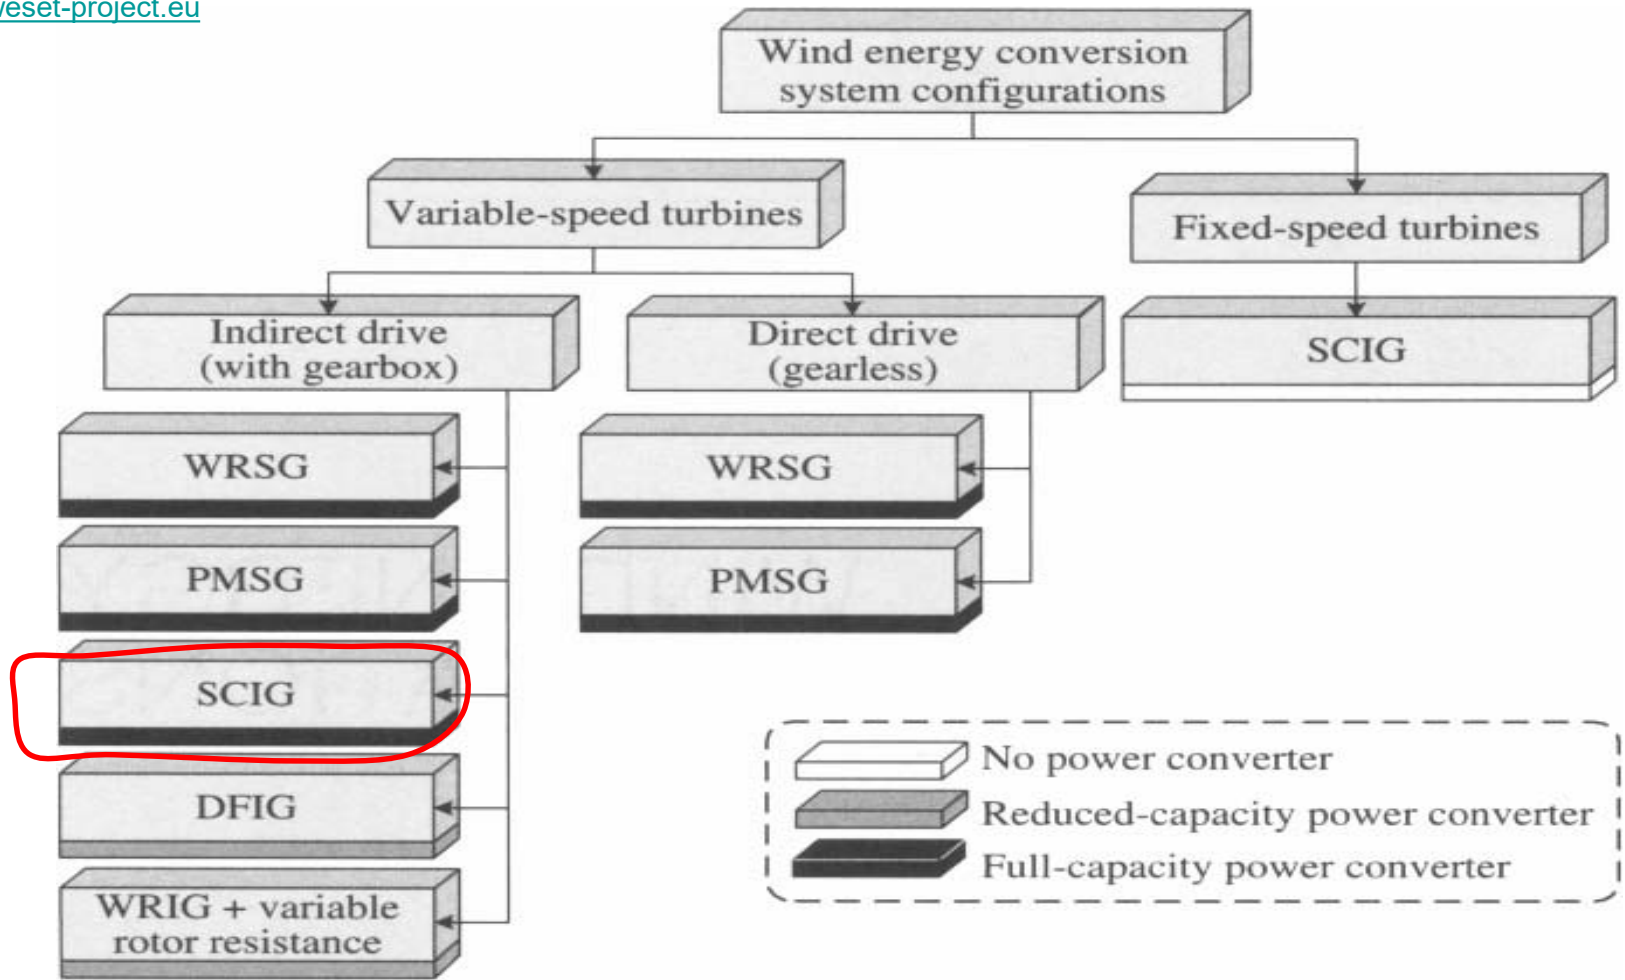 eset-project.eu
Wind energy conversion
system configurations
Variable-speed turbines
Fixed-speed turbines
Indirect drive
(with gearbox)
Direct drive
(gearless)
SCIG
WRSG
WRSG
PMSG
PMSG
SCIG
DFIG
WRIG + variable
rotor resistance
No power converter
Reduced-capacity power converter
Full-capacity power converter